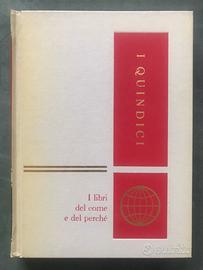 I QUINDICI
I libri
del come
e del perché